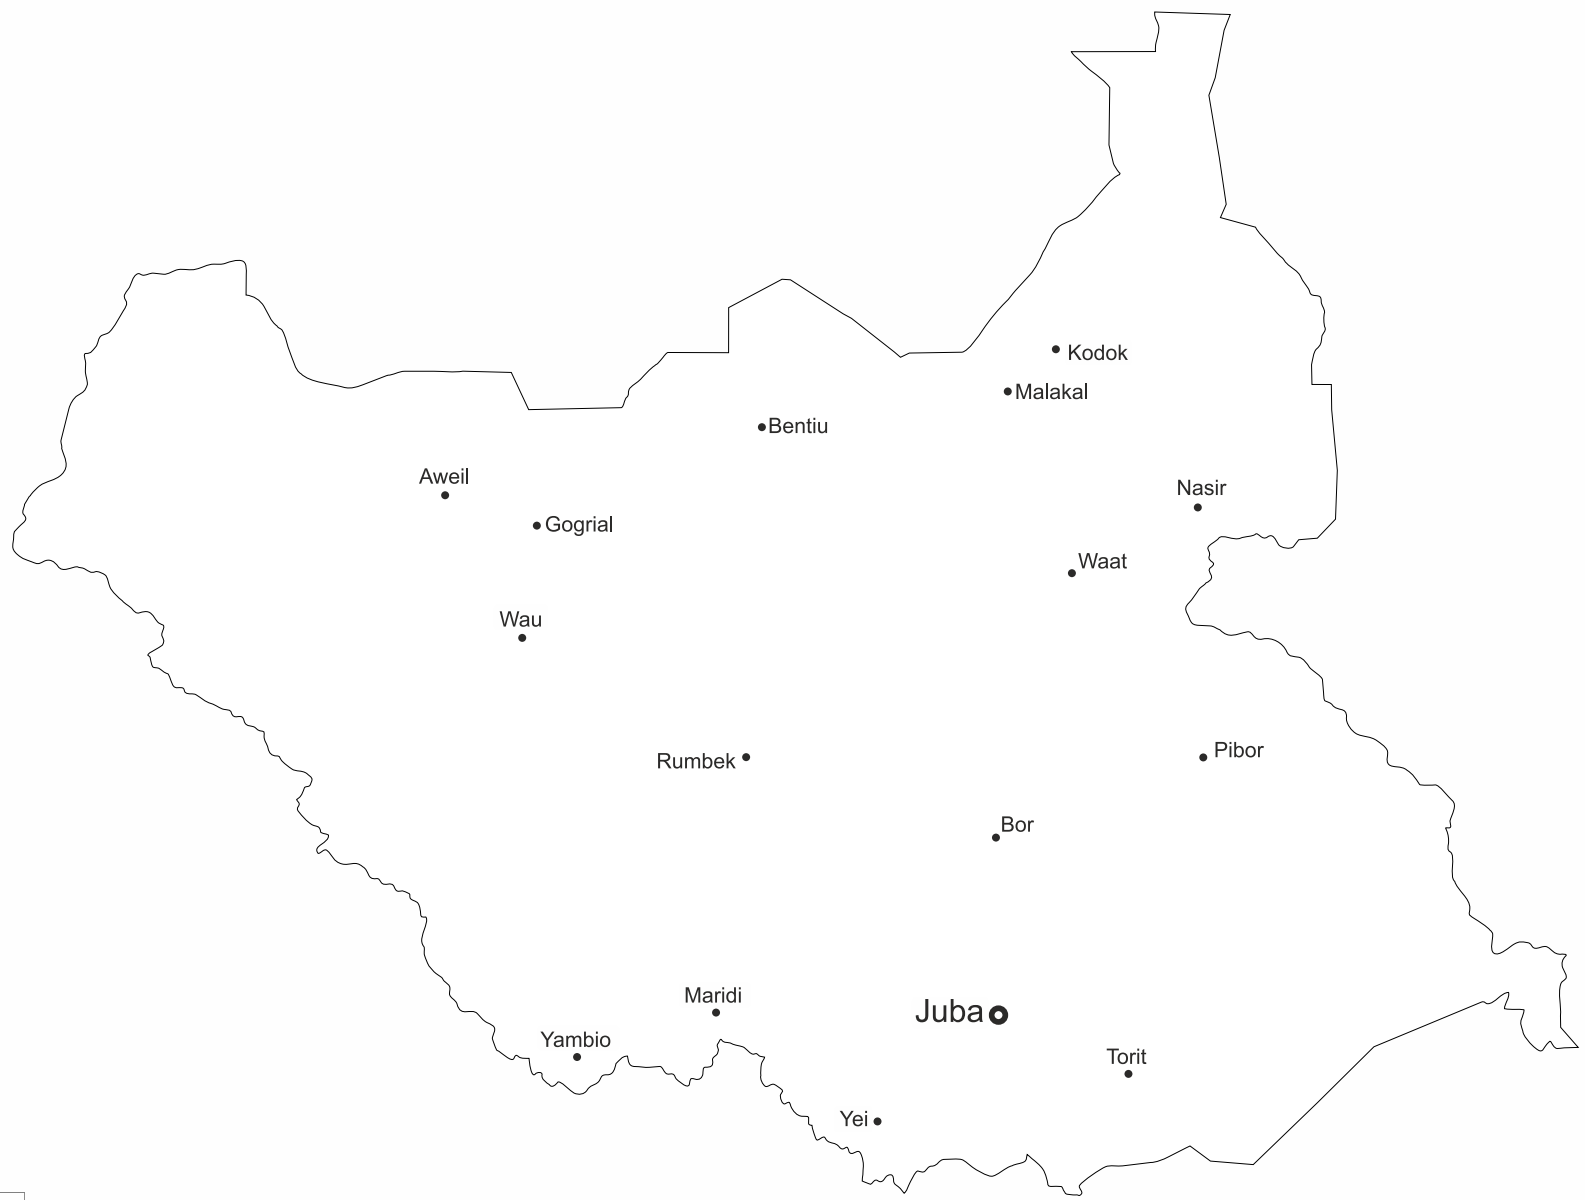 Kodok
Malakal
Bentiu
Aweil
Nasir
Gogrial
Waat
Wau
Pibor
Rumbek
Bor
Maridi
Juba
Yambio
Torit
Yei